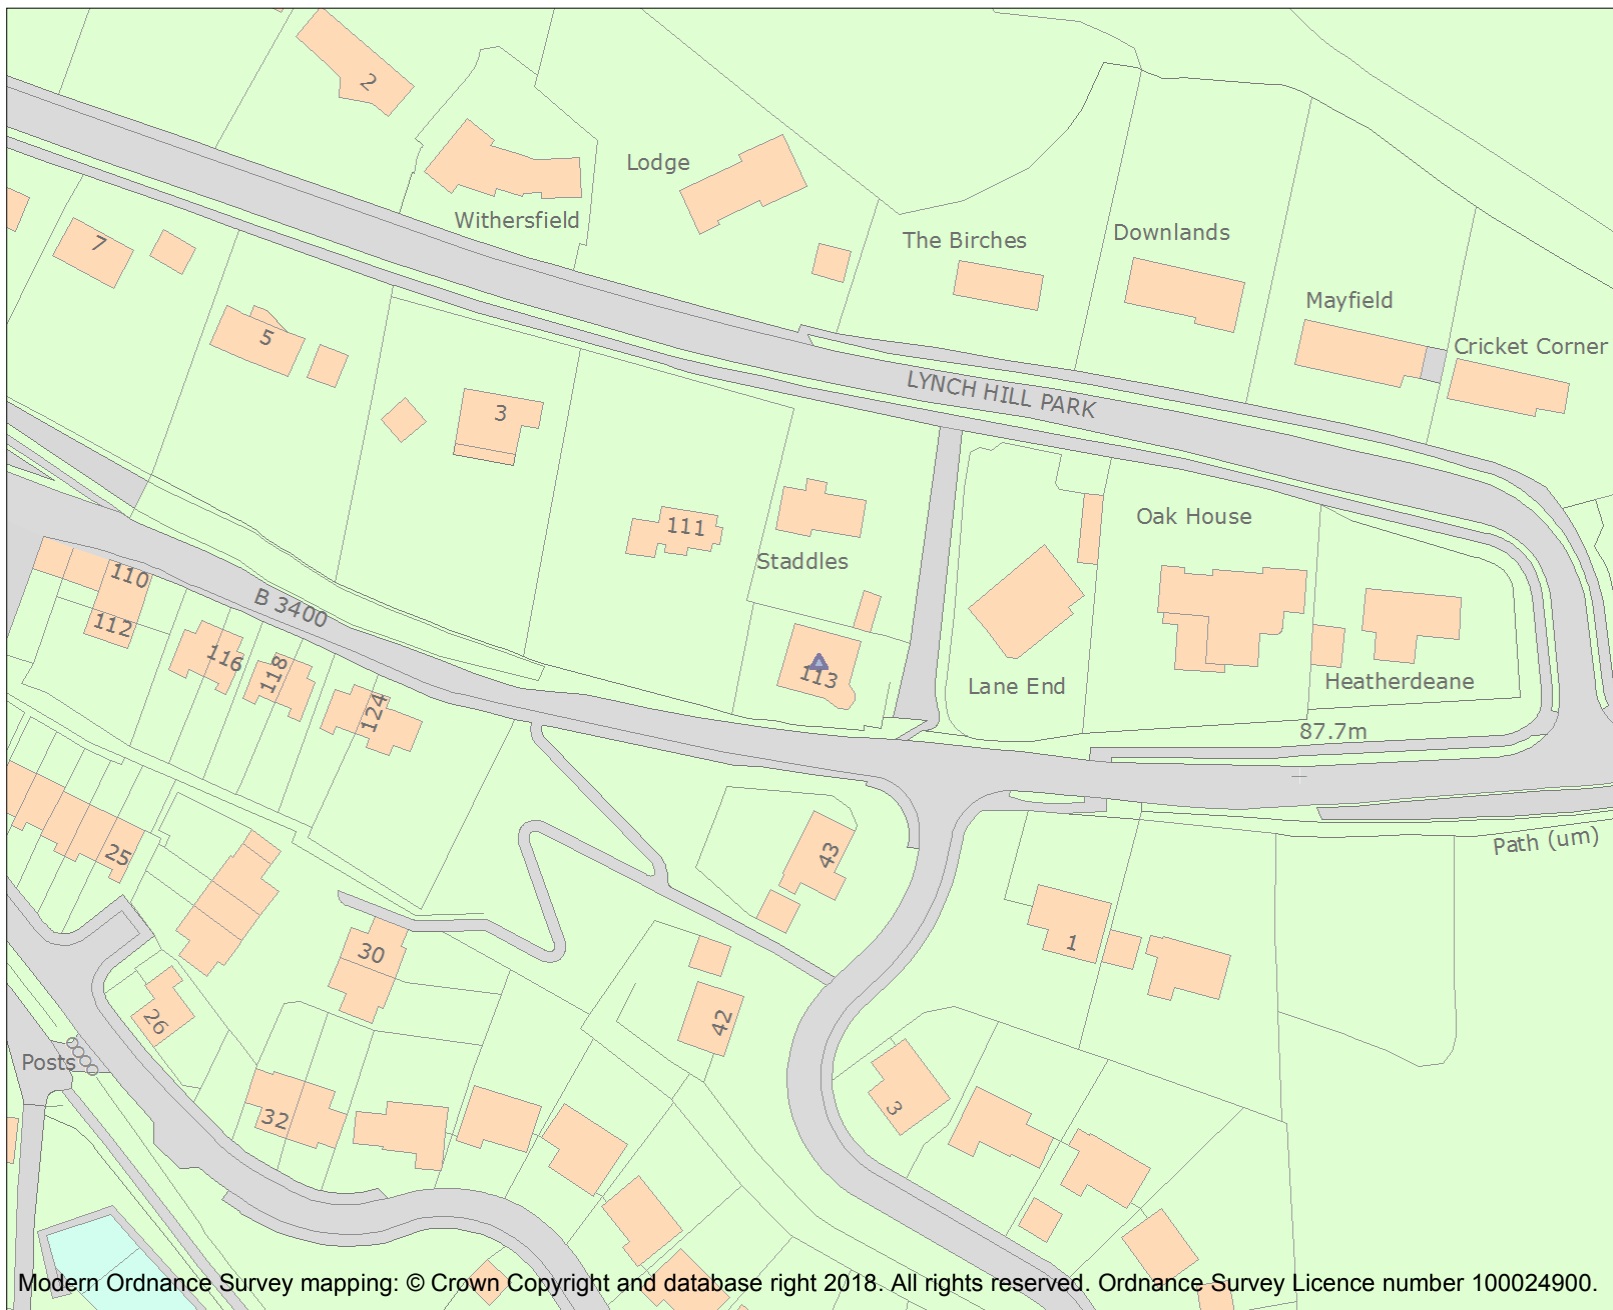 2
Lodge
Withersfield
The Birches
Downlands
7
Mayfield
5
Cricket Corner
LYNCH HILL PARK
3
111
Oak House
Staddles
110
B 3400
112
116
118
113
Lane End
Heatherdeane
124
87.7m
Path (um)
43
25
1
30
42
26
Posts
3
32
Modern Ordnance Survey mapping: © Crown Copyright and database right 2018. All rights reserved. Ordnance Survey Licence number 100024900.